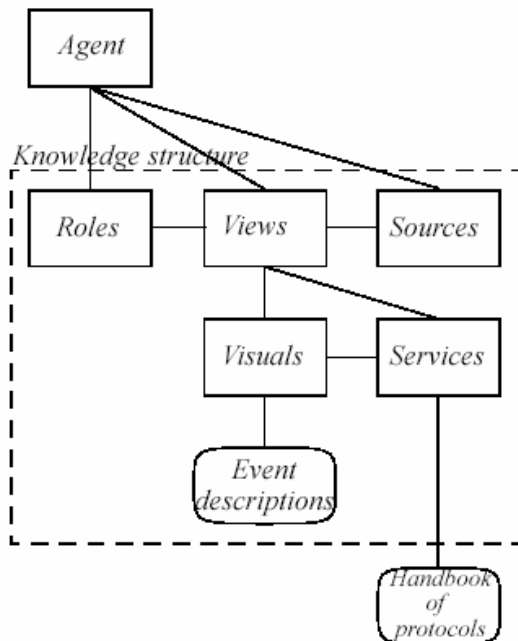 Agent
Knowledge structure
Roles
Views
Sources
Visuals
Services
Event
descriptions
Handbook
of
protocols